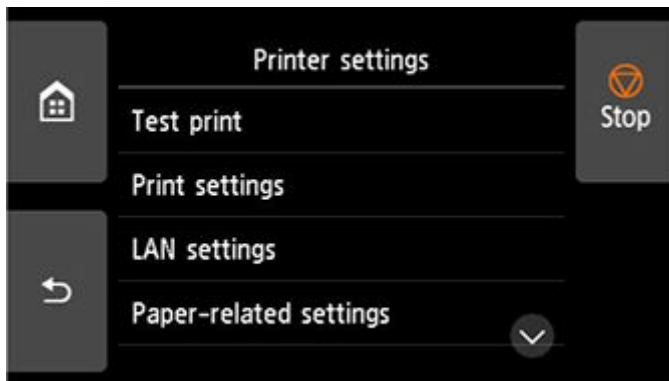 Printer settings
Stop
Test print
Print settings
LAN settings
Paper-related settings